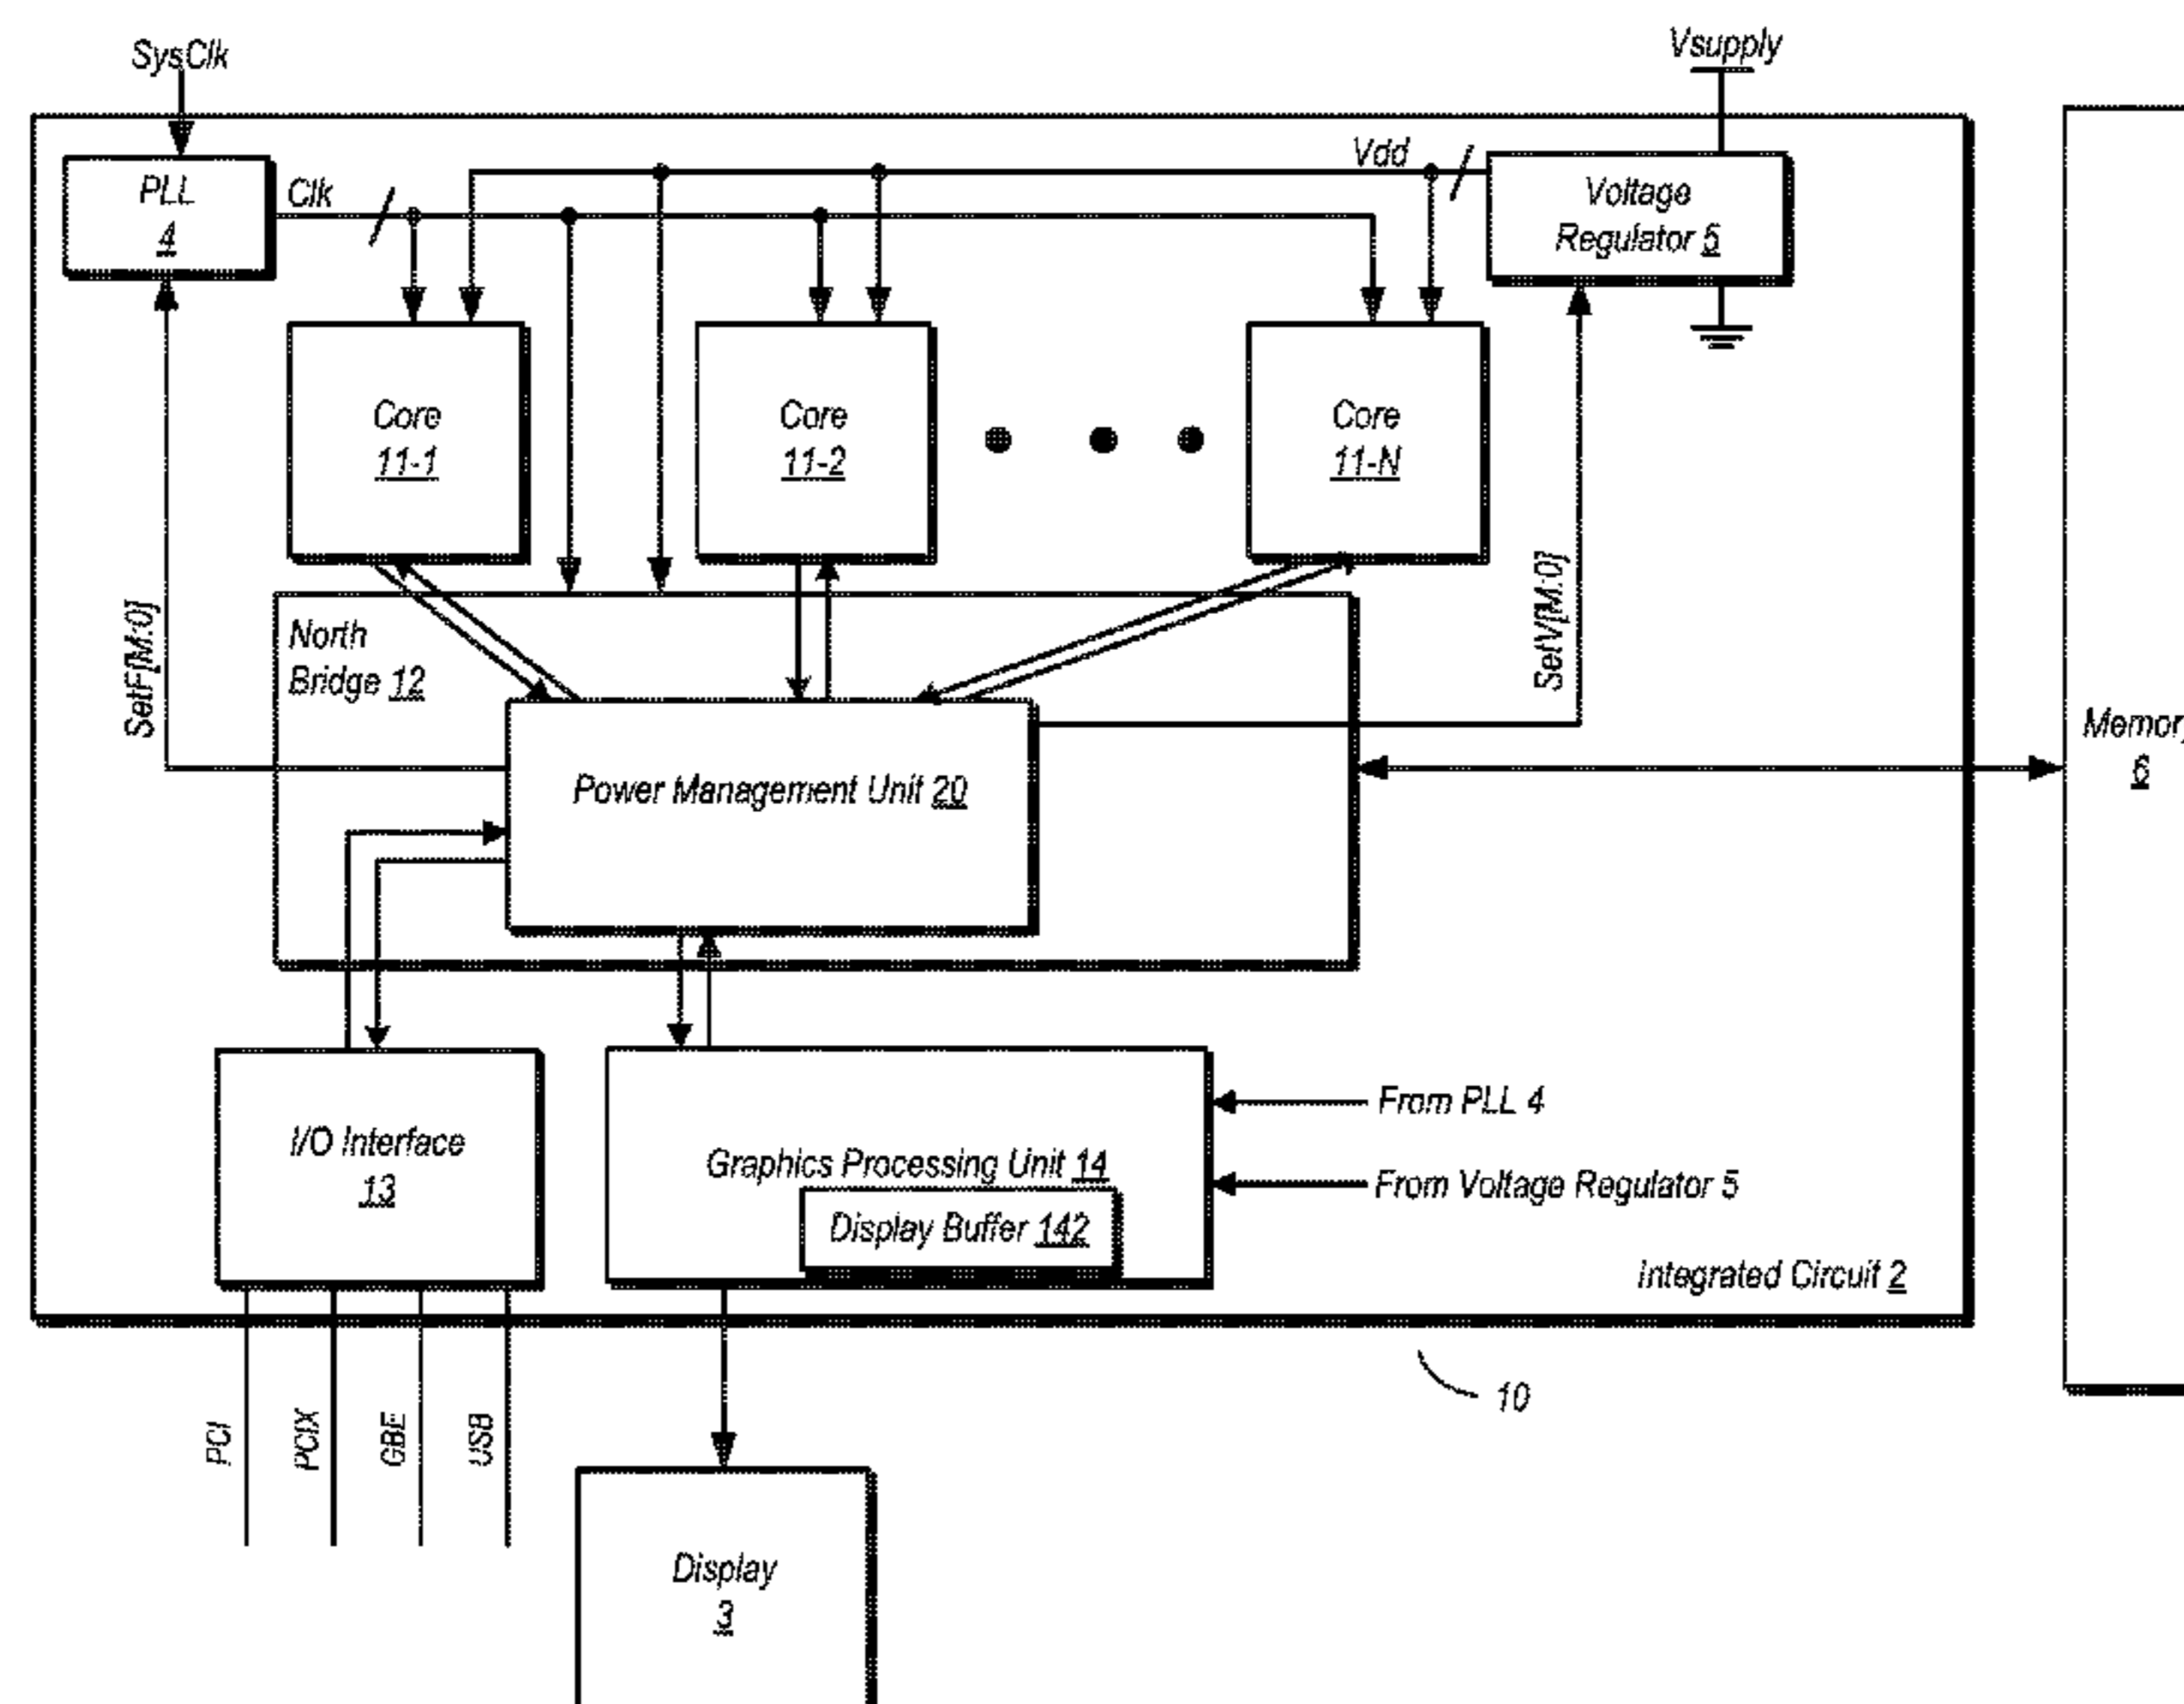 SysClk
Vsupply
PLL
4
Clk
Vdd
Voltage
Regulator 5
Core
11-1
Core
11-2
Core
11-N
SetF[M:0]
North
Bridge 12
SetV[M:0]
Power Management Unit 20
Memory
6
I/O Interface
13
Graphics Processing Unit 14
Display Buffer 142
From PLL 4
From Voltage Regulator 5
Integrated Circuit 2
10
PCI
PCIX
GBE
USB
Display
3